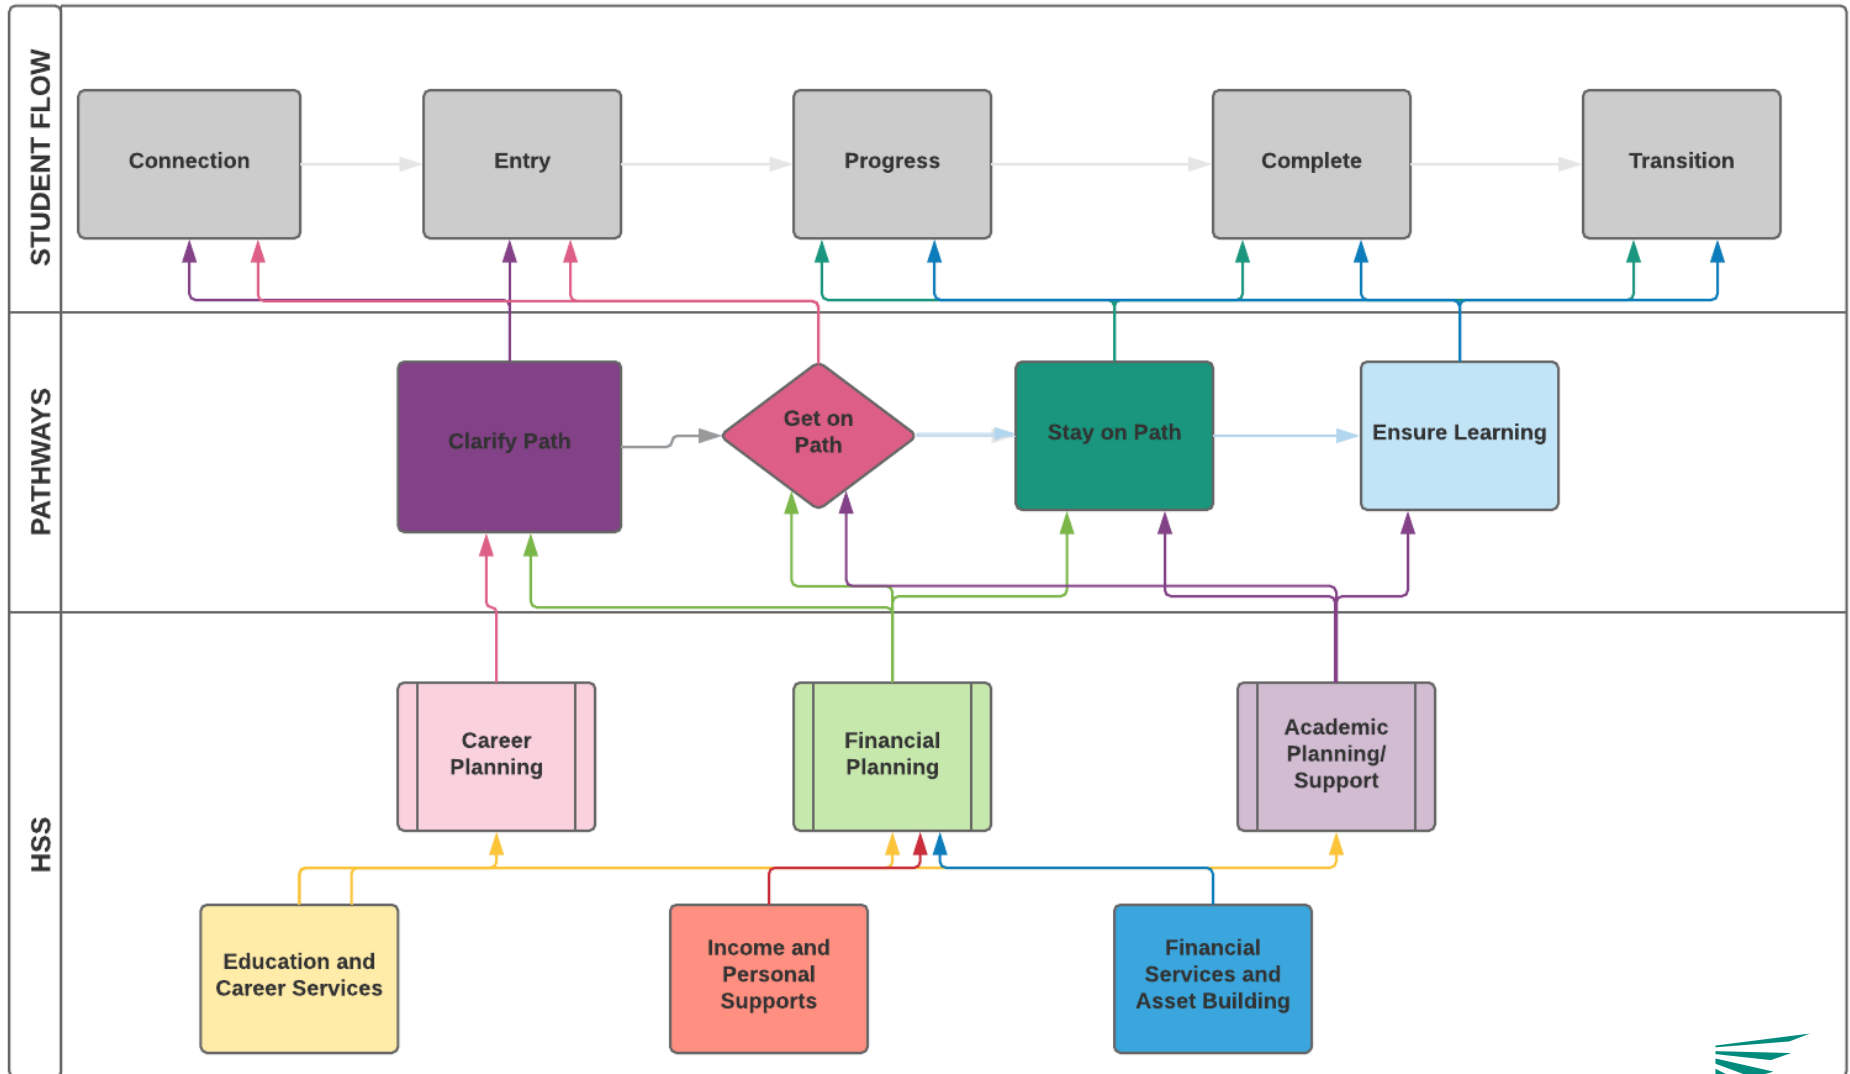 STUDENT FLOW
Connection
Entry
Progress
Complete
Transition
PATHWAYS
Clarify Path
Get on
Path
Stay on Path
Ensure Learning
HSS
Career
Planning
Financial
Planning
Academic
Planning/
Support
Education and
Career Services
Income and
Personal
Supports
Financial
Services and
Asset Building